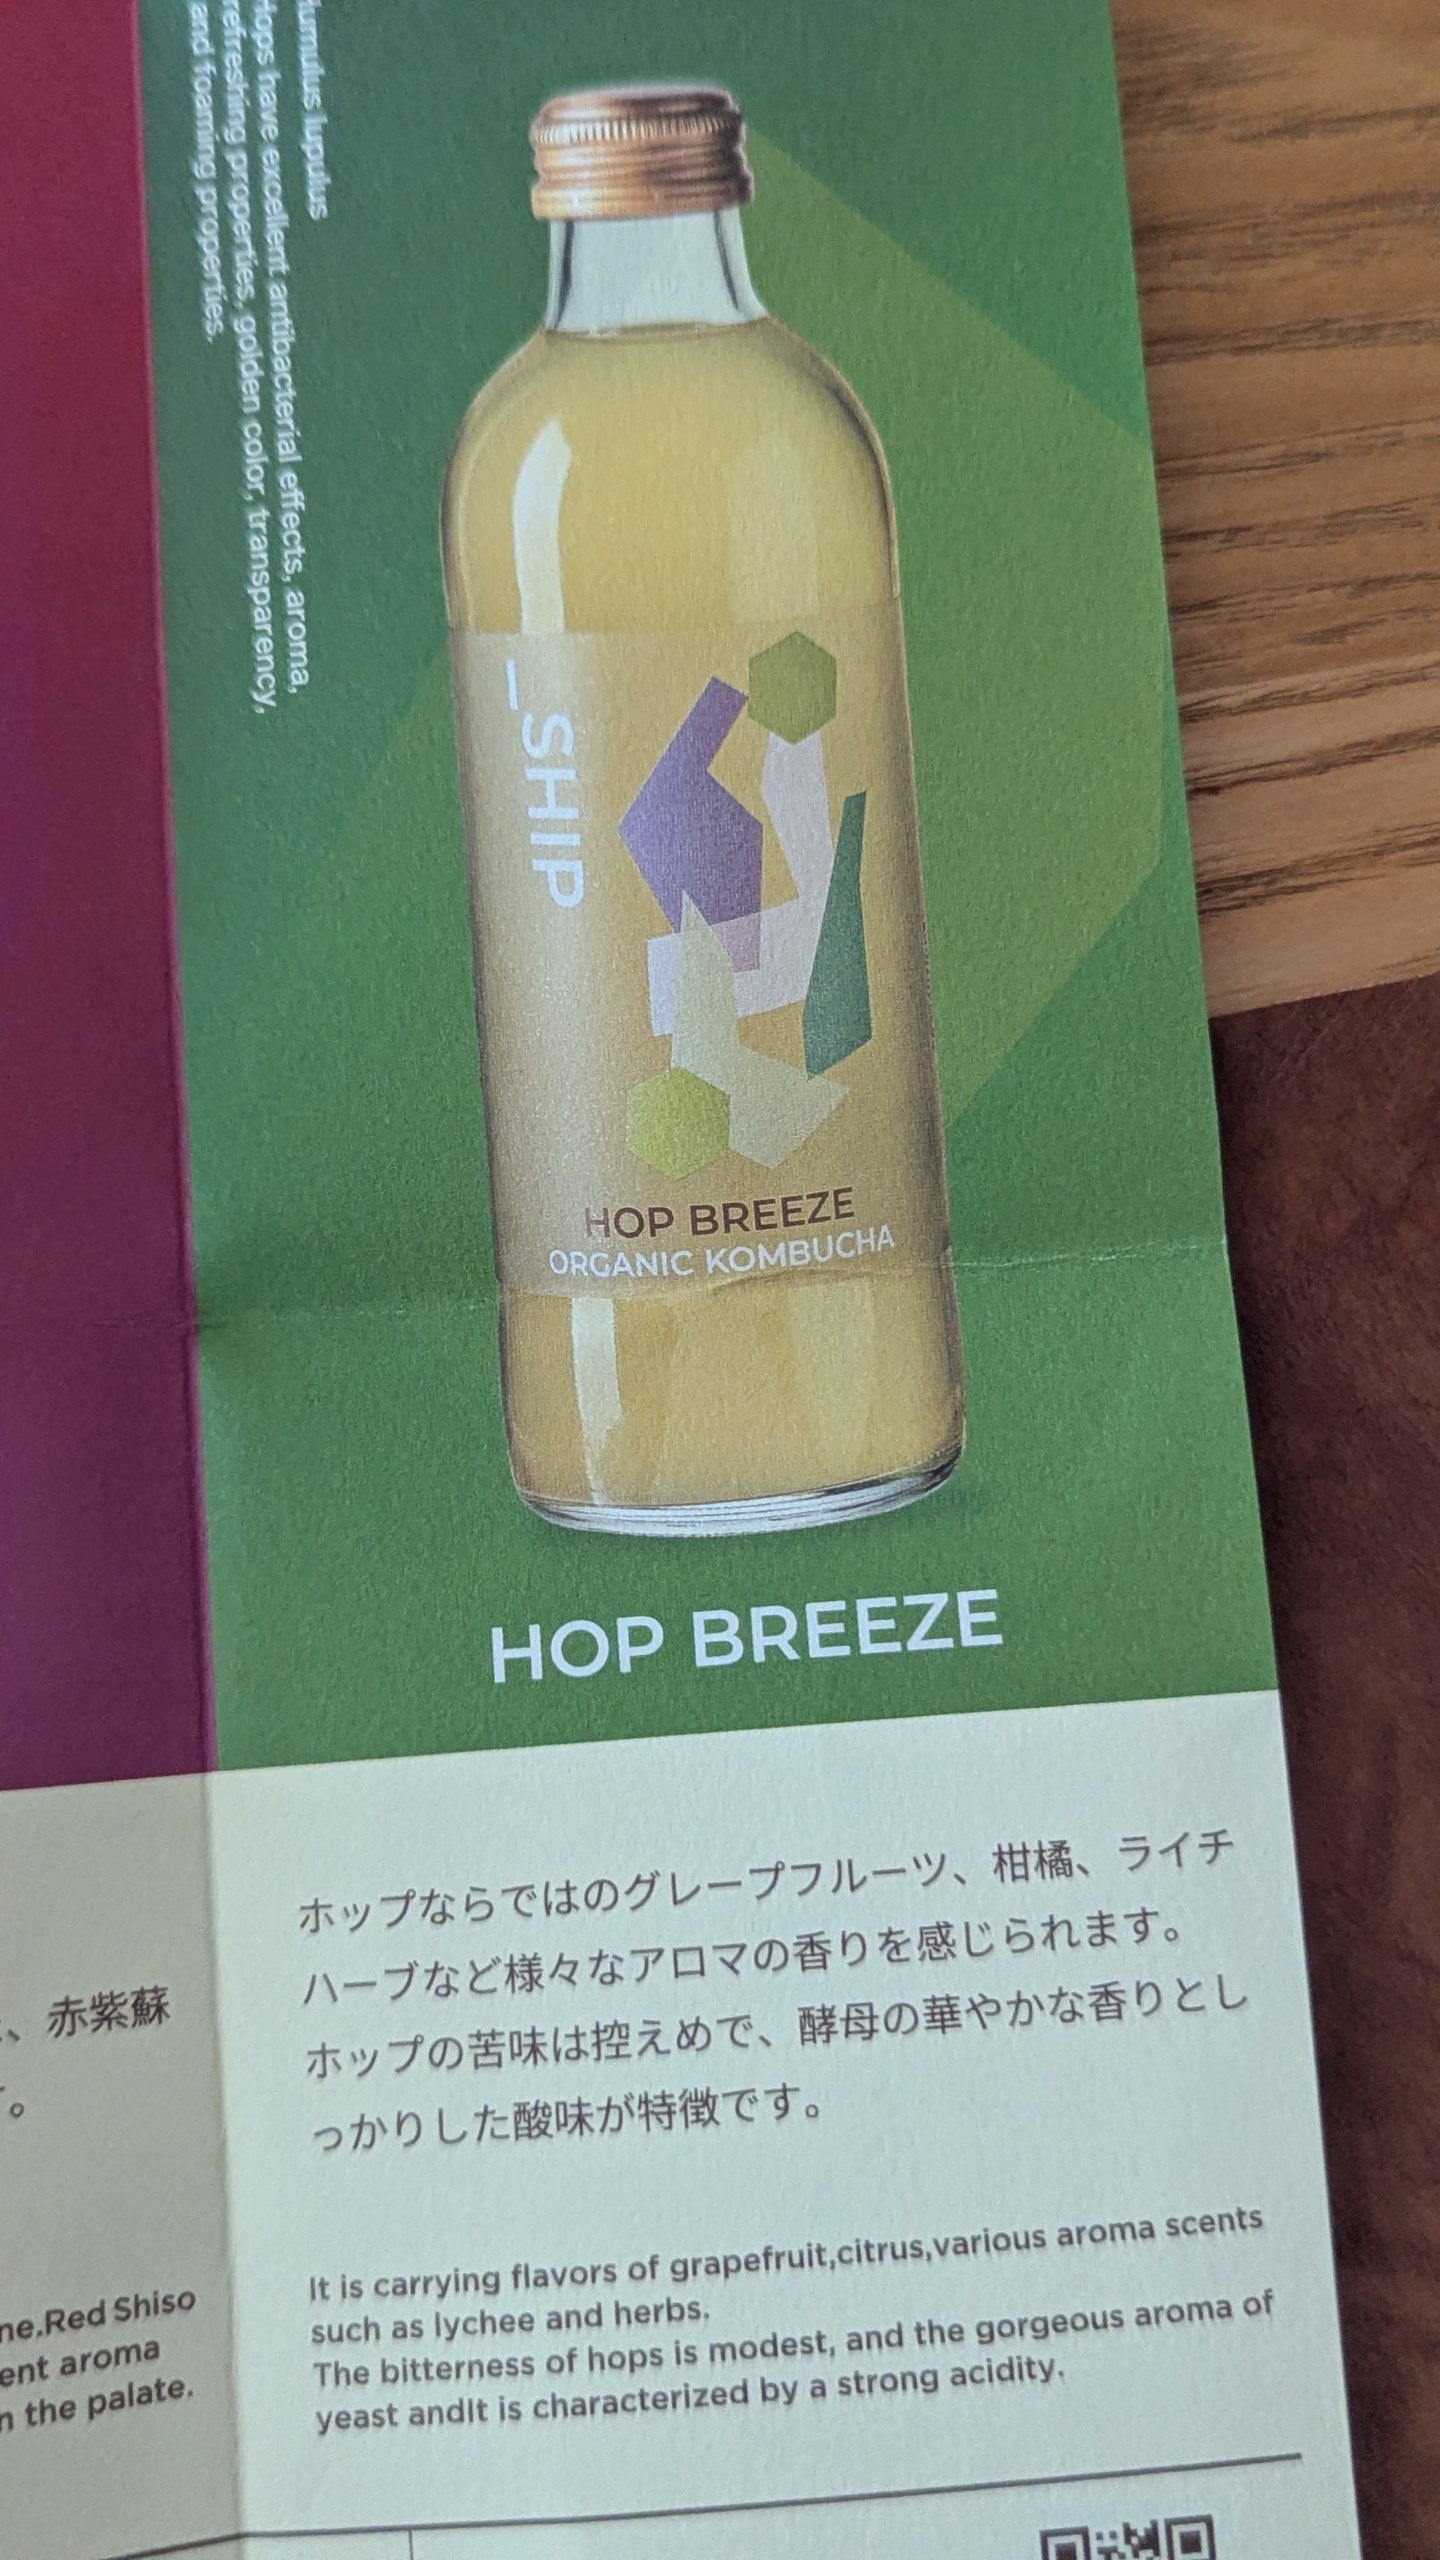 lupulus
Hops have excellent antibacterial effects, aroma,
refreshing properties, golden color, transparency,
and foaming properties.
_SHIP
HOP BREEZE
ORGANIC KOMBUCHA
HOP BREEZE
ホップならではのグレープフルーツ、柑橘、ライチ
ハーブなど様々なアロマの香りを感じられます。
ホップの苦味は控えめで、酵母の華やかな香りとし
っかりした酸味が特徴です。
It is carrying flavors of grapefruit,citrus,various aroma scents
such as lychee and herbs.
The bitterness of hops is modest, and the gorgeous aroma of
yeast andIt is characterized by a strong acidity.
、赤紫蘇
。
Red Shiso
aroma
the palate.